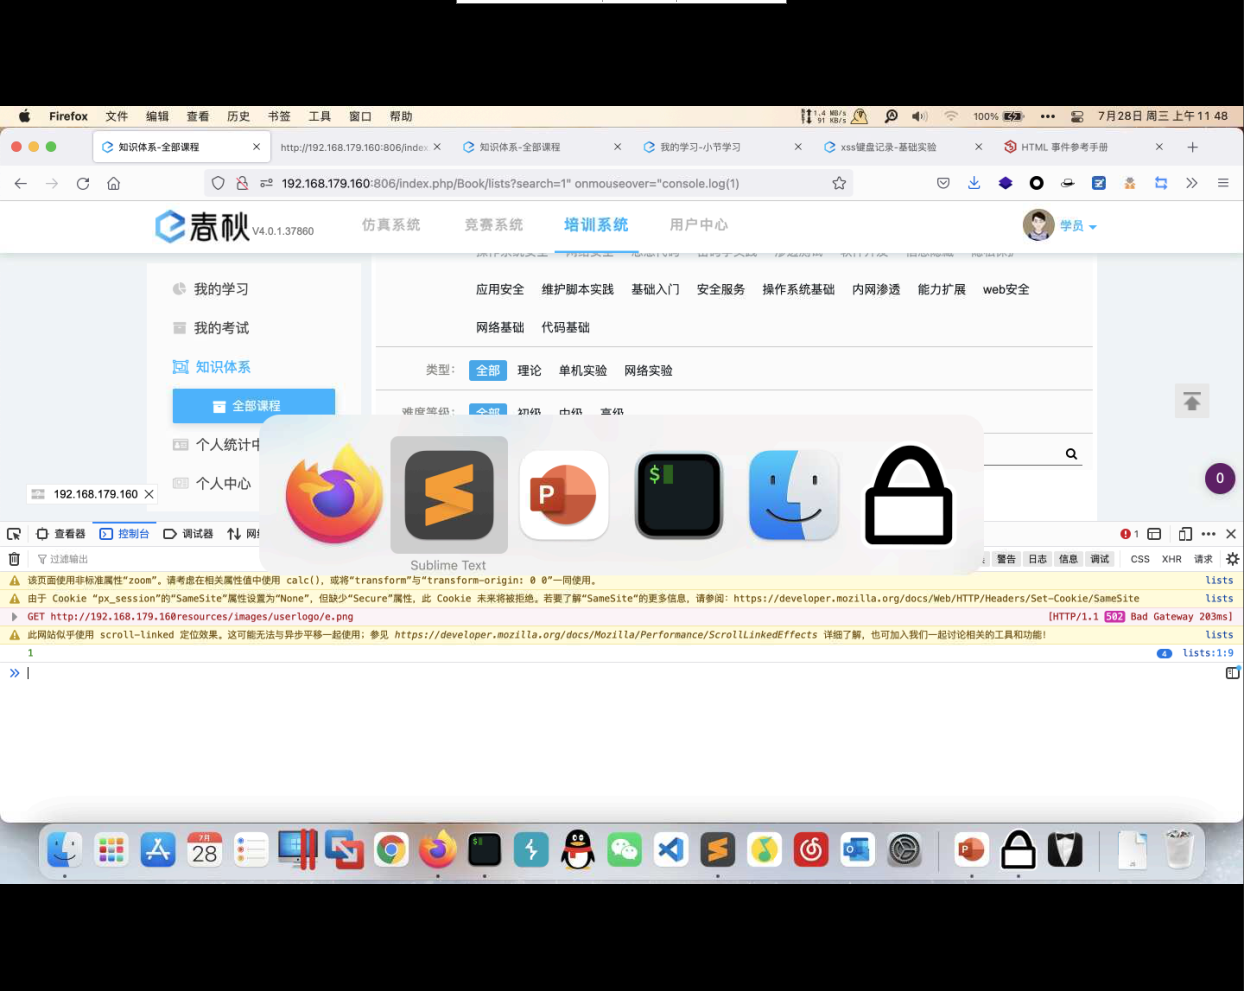 Firefox 文件 编辑 查看 历史 书签 工具 窗口 帮助 1.4 MB/s 91 KB/s 100% 7月28日 周三 上午11 48
知识体系-全部课程 http://192.168.179.160:806/index 知识体系-全部课程 我的学习-小节学习 xss键盘记录-基础实验 HTML 事件参考手册
192.168.179.160:806/index.php/Book/lists?search=1" onmouseover="console.log(1)
春秋 V4.0.1.37860 仿真系统 竞赛系统 培训系统 用户中心 学员
我的学习 应用安全 维护脚本实践 基础入门 安全服务 操作系统基础 内网渗透 能力扩展 web安全
我的考试 网络基础 代码基础
知识体系 类型: 全部 理论 单机实验 网络实验
全部课程 难度等级: 全部 初级 中级 高级
个人统计中
个人中心
0
192.168.179.160
$
P
Sublime Text
查看器 控制台 调试器 网 1
过滤输出 警告 日志 信息 调试 CSS XHR 请求
该页面使用非标准属性“zoom”。请考虑在相关属性值中使用 calc(), 或将“transform”与“transform-origin: 0 0”一同使用。 lists
由于 Cookie “px_session”的“SameSite”属性设置为“None”, 但缺少“Secure”属性, 此 Cookie 未来将被拒绝。若要了解“SameSite”的更多信息, 请参阅: https://developer.mozilla.org/docs/Web/HTTP/Headers/Set-Cookie/SameSite lists
GET http://192.168.179.160resources/images/userlogo/e.png [HTTP/1.1 502 Bad Gateway 203ms]
此网站似乎使用 scroll-linked 定位效果。这可能无法与异步平移一起使用; 参见 https://developer.mozilla.org/docs/Mozilla/Performance/ScrollLinkedEffects 详细了解, 也可加入我们一起讨论相关的工具和功能! lists
1 4 lists:1:9
7月
28